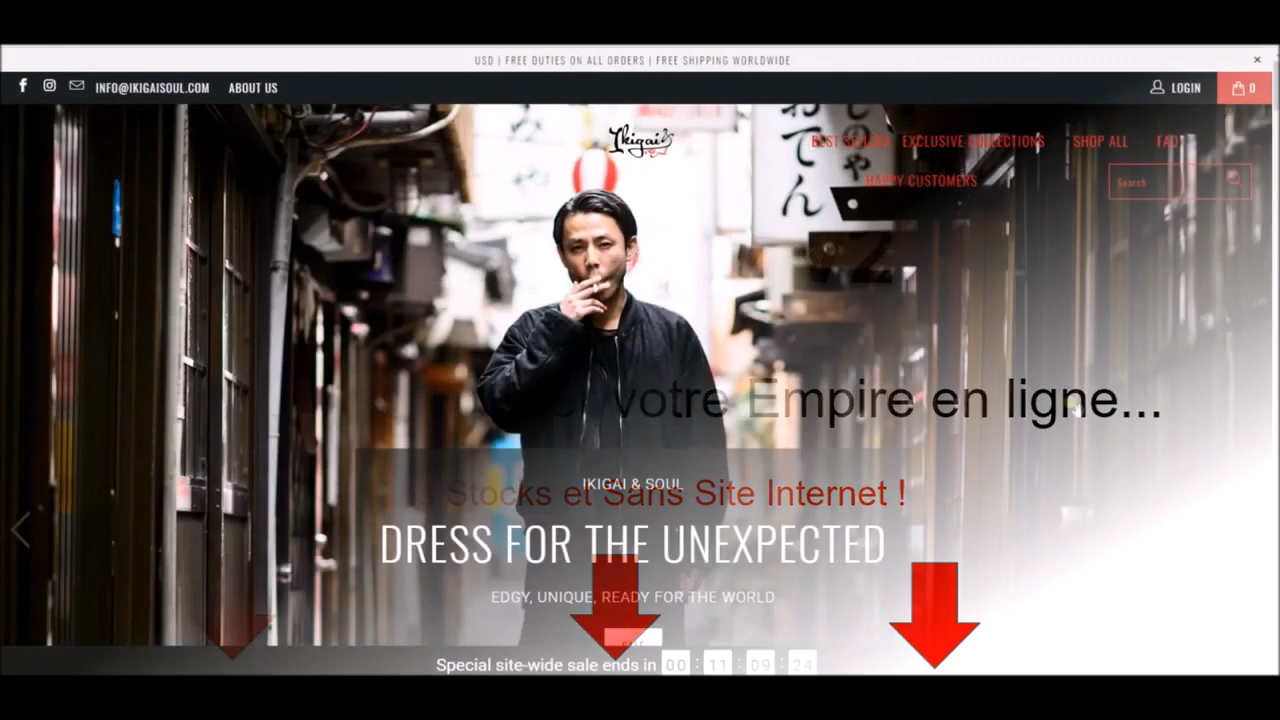 USD | FREE DUTIES ON ALL ORDERS | FREE SHIPPING WORLDWIDE
INFO@IKIGAISOUL.COM ABOUT US LOGIN 0
Ikigai &
BEST SELLERS EXCLUSIVE COLLECTIONS SHOP ALL FAQ
HAPPY CUSTOMERS Search
おでん
votre Empire en ligne...
IKIGAI & SOUL
Stocks et Sans Site Internet !
DRESS FOR THE UNEXPECTED
EDGY, UNIQUE, READY FOR THE WORLD
Special site-wide sale ends in 00 : 11 : 09 : 24